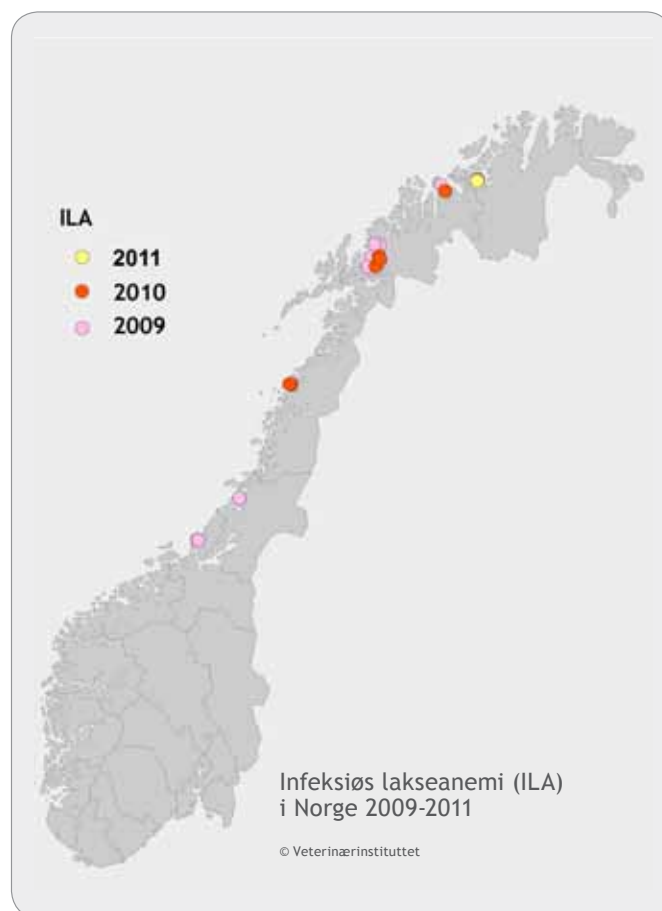 ILA
2011
2010
2009
Infeksiøs lakseanemi (ILA)
i Norge 2009-2011
© Veterinærinstituttet